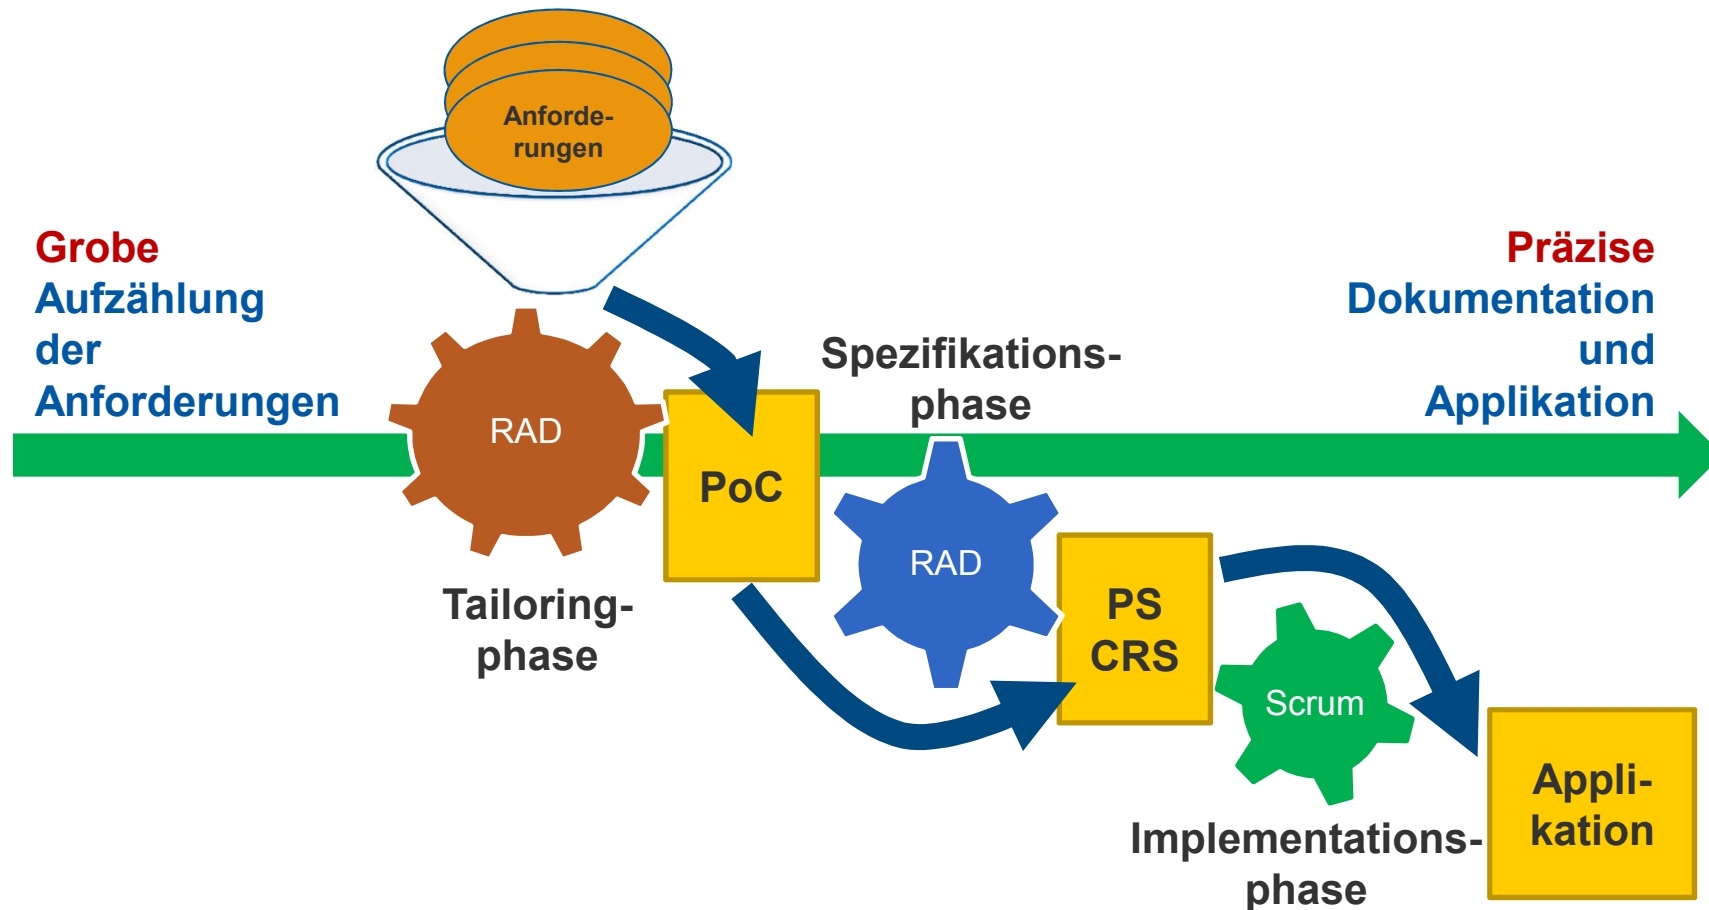 Anforde-
rungen
Grobe
Aufzählung
der
Anforderungen
Präzise
Dokumentation
und
Applikation
RAD
Tailoring-
phase
PoC
Spezifikations-
phase
RAD
PS
CRS
Scrum
Implementations-
phase
Appli-
kation